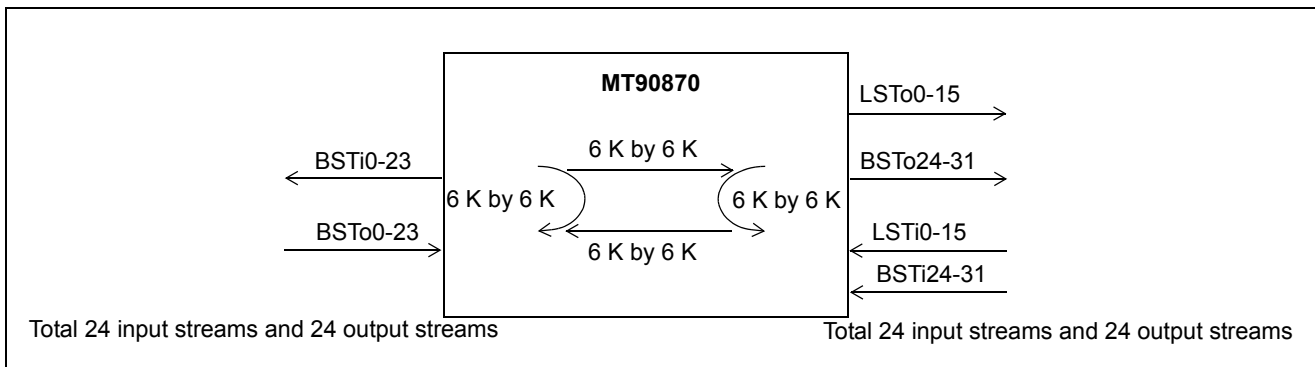 MT90870
LSTo0-15
6 K by 6 K
BSTi0-23
BSTo24-31
6 K by 6 K
6 K by 6 K
BSTo0-23
LSTi0-15
6 K by 6 K
BSTi24-31
Total 24 input streams and 24 output streams
Total 24 input streams and 24 output streams